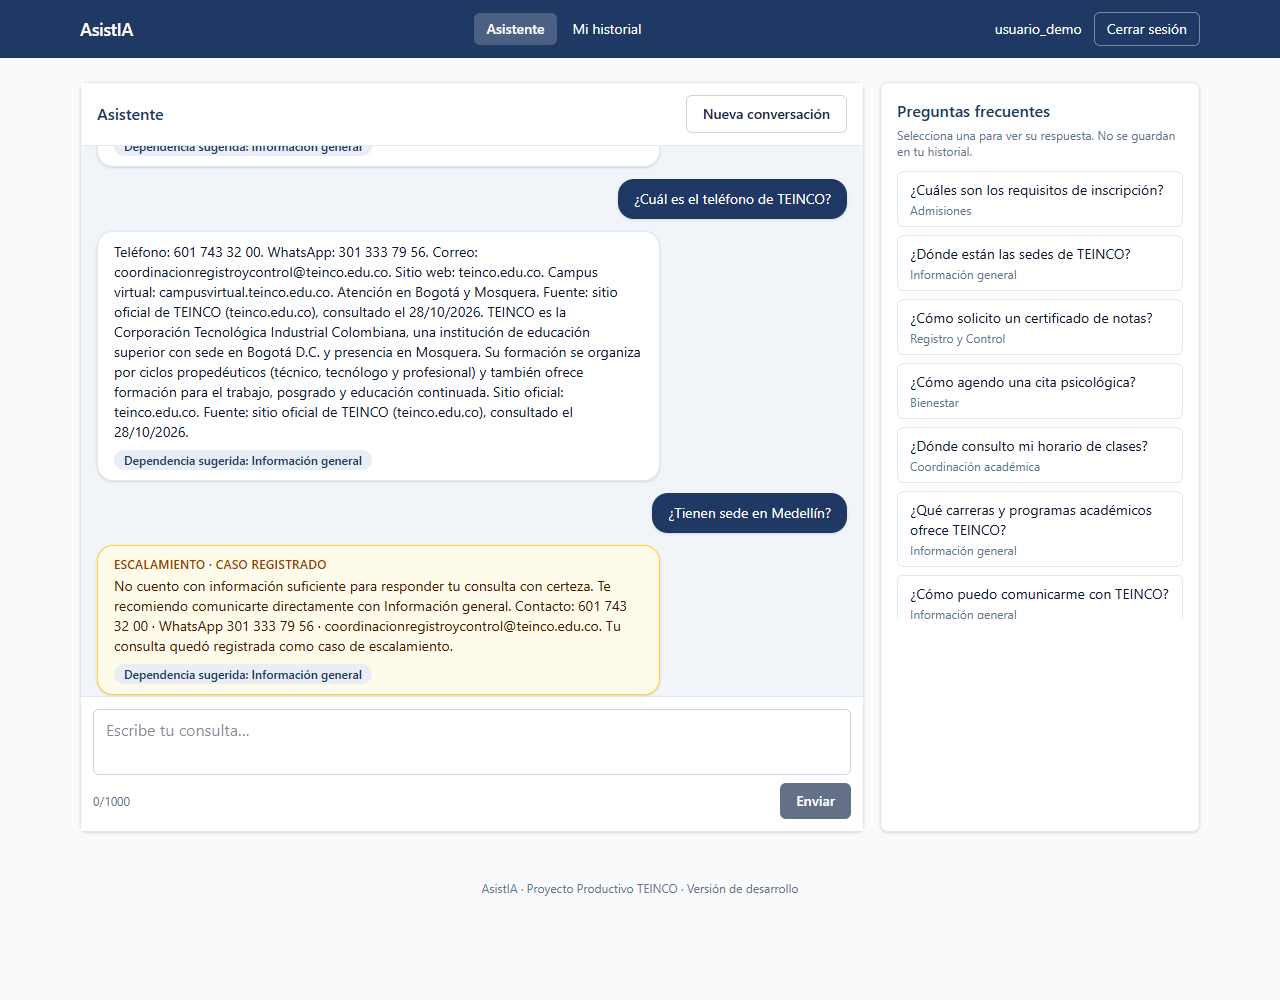 AsistIA
Asistente
Mi historial
usuario_demo
Cerrar sesión
Asistente
Nueva conversación
Dependencia sugerida: Información general
¿Cuál es el teléfono de TEINCO?
Teléfono: 601 743 32 00. WhatsApp: 301 333 79 56. Correo:
coordinacionregistroycontrol@teinco.edu.co. Sitio web: teinco.edu.co. Campus
virtual: campusvirtual.teinco.edu.co. Atención en Bogotá y Mosquera. Fuente: sitio
oficial de TEINCO (teinco.edu.co), consultado el 28/10/2026. TEINCO es la
Corporación Tecnológica Industrial Colombiana, una institución de educación
superior con sede en Bogotá D.C. y presencia en Mosquera. Su formación se organiza
por ciclos propedéuticos (técnico, tecnólogo y profesional) y también ofrece
formación para el trabajo, posgrado y educación continuada. Sitio oficial:
teinco.edu.co. Fuente: sitio oficial de TEINCO (teinco.edu.co), consultado el
28/10/2026.
Dependencia sugerida: Información general
¿Tienen sede en Medellín?
ESCALAMIENTO · CASO REGISTRADO
No cuento con información suficiente para responder tu consulta con certeza. Te
recomiendo comunicarte directamente con Información general. Contacto: 601 743
32 00 · WhatsApp 301 333 79 56 · coordinacionregistroycontrol@teinco.edu.co. Tu
consulta quedó registrada como caso de escalamiento.
Dependencia sugerida: Información general
Escribe tu consulta...
0/1000
Enviar
Preguntas frecuentes
Selecciona una para ver su respuesta. No se guardan
en tu historial.
¿Cuáles son los requisitos de inscripción?
Admisiones
¿Dónde están las sedes de TEINCO?
Información general
¿Cómo solicito un certificado de notas?
Registro y Control
¿Cómo agendo una cita psicológica?
Bienestar
¿Dónde consulto mi horario de clases?
Coordinación académica
¿Qué carreras y programas académicos
ofrece TEINCO?
Información general
¿Cómo puedo comunicarme con TEINCO?
Información general
AsistIA · Proyecto Productivo TEINCO · Versión de desarrollo